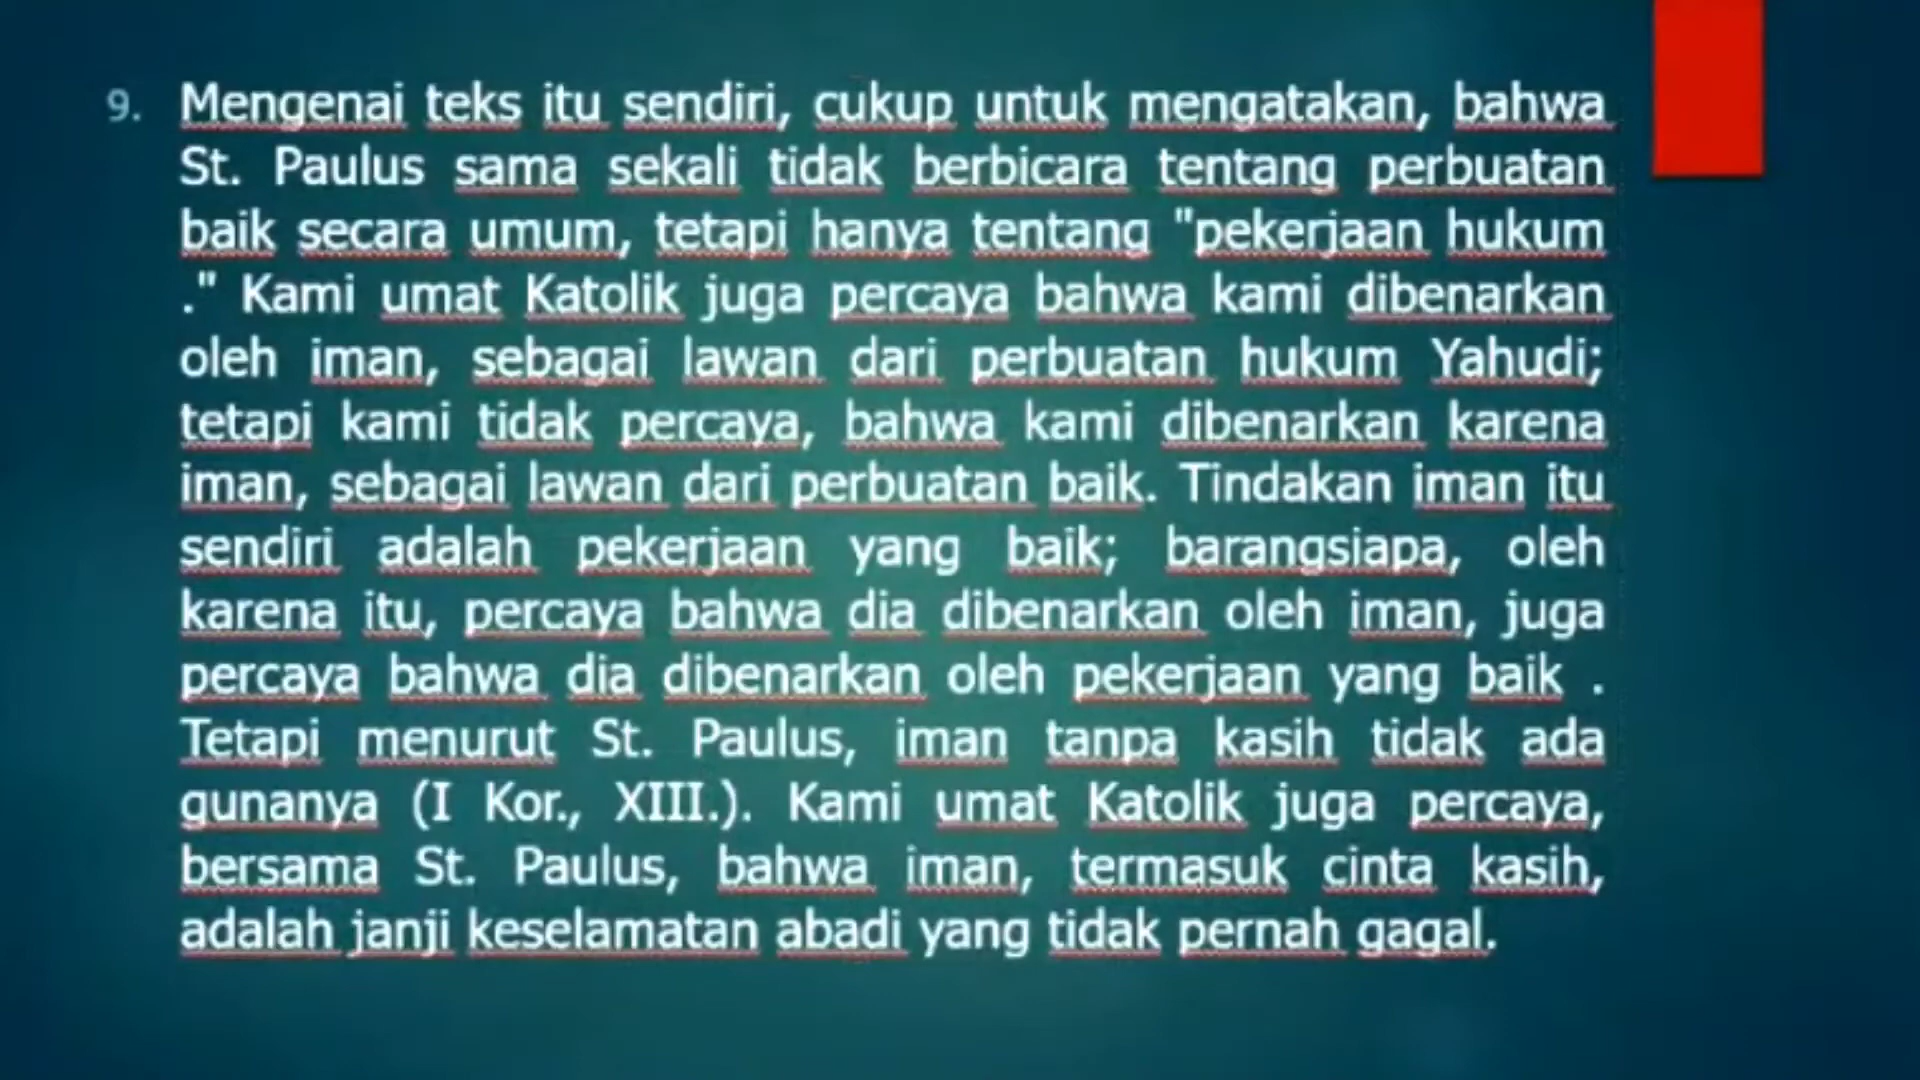 9. Mengenai teks itu sendiri, cukup untuk mengatakan, bahwa
St. Paulus sama sekali tidak berbicara tentang perbuatan
baik secara umum, tetapi hanya tentang "pekerjaan hukum
." Kami umat Katolik juga percaya bahwa kami dibenarkan
oleh iman, sebagai lawan dari perbuatan hukum Yahudi;
tetapi kami tidak percaya, bahwa kami dibenarkan karena
iman, sebagai lawan dari perbuatan baik. Tindakan iman itu
sendiri adalah pekerjaan yang baik; barangsiapa, oleh
karena itu, percaya bahwa dia dibenarkan oleh iman, juga
percaya bahwa dia dibenarkan oleh pekerjaan yang baik .
Tetapi menurut St. Paulus, iman tanpa kasih tidak ada
gunanya (I Kor., XIII.). Kami umat Katolik juga percaya,
bersama St. Paulus, bahwa iman, termasuk cinta kasih,
adalah janji keselamatan abadi yang tidak pernah gagal.